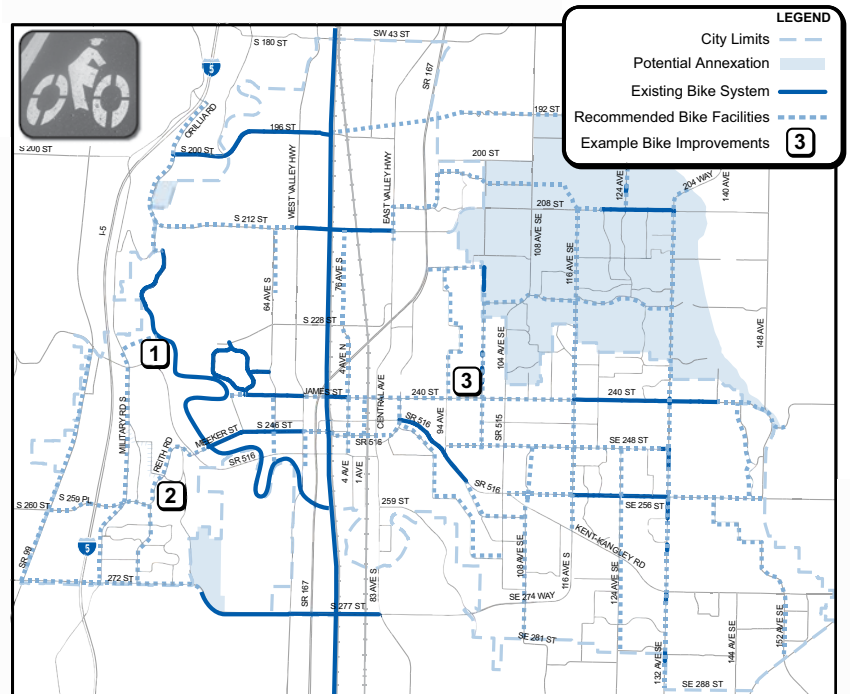 LEGEND
City Limits
Potential Annexation
Existing Bike System
Recommended Bike Facilities
Example Bike Improvements 3
S 180 ST
SW 43 ST
5
SR 167
ORILLIA RD
192 ST
196 ST
S 200 ST
S 200 ST
200 ST
124 AVE
204 WAY
140 AVE
WEST VALLEY HWY
EAST VALLEY HWY
208 ST
S 212 ST
I-5
108 AVE SE
116 AVE SE
64 AVE S
76 AVE S
S 228 ST
148 AVE
1
4 AVE N
104 AVE SE
3
JAMES ST
CENTRAL AVE
240 ST
240 ST
MILITARY RD S
94 AVE
SR 515
MEEKER ST
S 246 ST
SR 516
SR 516
SE 248 ST
REITH RD
SR 516
4 AVE
1 AVE
SR 516
2
S 259 PL
S 260 ST
259 ST
SE 256 ST
KENT-KANGLEY RD
SR 99
5
108 AVE SE
116 AVE S
124 AVE SE
272 ST
SR 167
83 AVE S
SE 274 WAY
S 277 ST
SE 281 ST
132 AVE SE
144 AVE SE
152 AVE SE
SE 288 ST